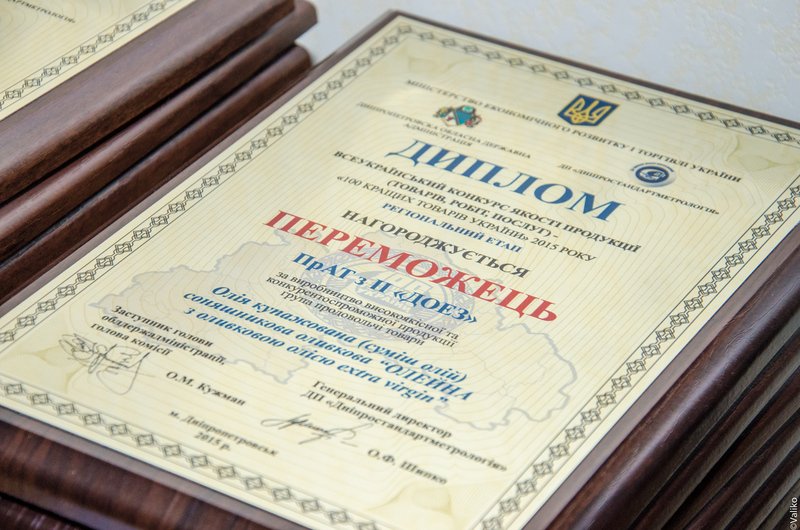 МІНІСТЕРСТВО ЕКОНОМІЧНОГО РОЗВИТКУ І ТОРГІВЛІ УКРАЇНИ
ДНІПРОПЕТРОВСЬКА ОБЛАСНА ДЕРЖАВНА
АДМІНІСТРАЦІЯ
ДП «ДНІПРОСТАНДАРТМЕТРОЛОГІЯ»
ДИПЛОМ
ВСЕУКРАЇНСЬКИЙ КОНКУРС ЯКОСТІ ПРОДУКЦІЇ
(ТОВАРІВ, РОБІТ, ПОСЛУГ) -
«100 КРАЩИХ ТОВАРІВ УКРАЇНИ» 2015 РОКУ
РЕГІОНАЛЬНИЙ ЕТАП
НАГОРОДЖУЄТЬСЯ
ПЕРЕМОЖЕЦЬ
ПрАТ з ІІ «ДОЕЗ»
за виробництво високоякісної та
конкурентоспроможної продукції
група продовольчі товари
Олія купажована (суміш олій)
соняшникова оливкова "ОЛЕЙНА
з оливковою олією extra virgin"
Заступник голови
облдержадміністрації,
голова комісії
О.М. Кужман
Генеральний директор
ДП «Дніпростандартметрологія»
О.Ф. Шипко
м. Дніпропетровськ
2015 р.
Valiko